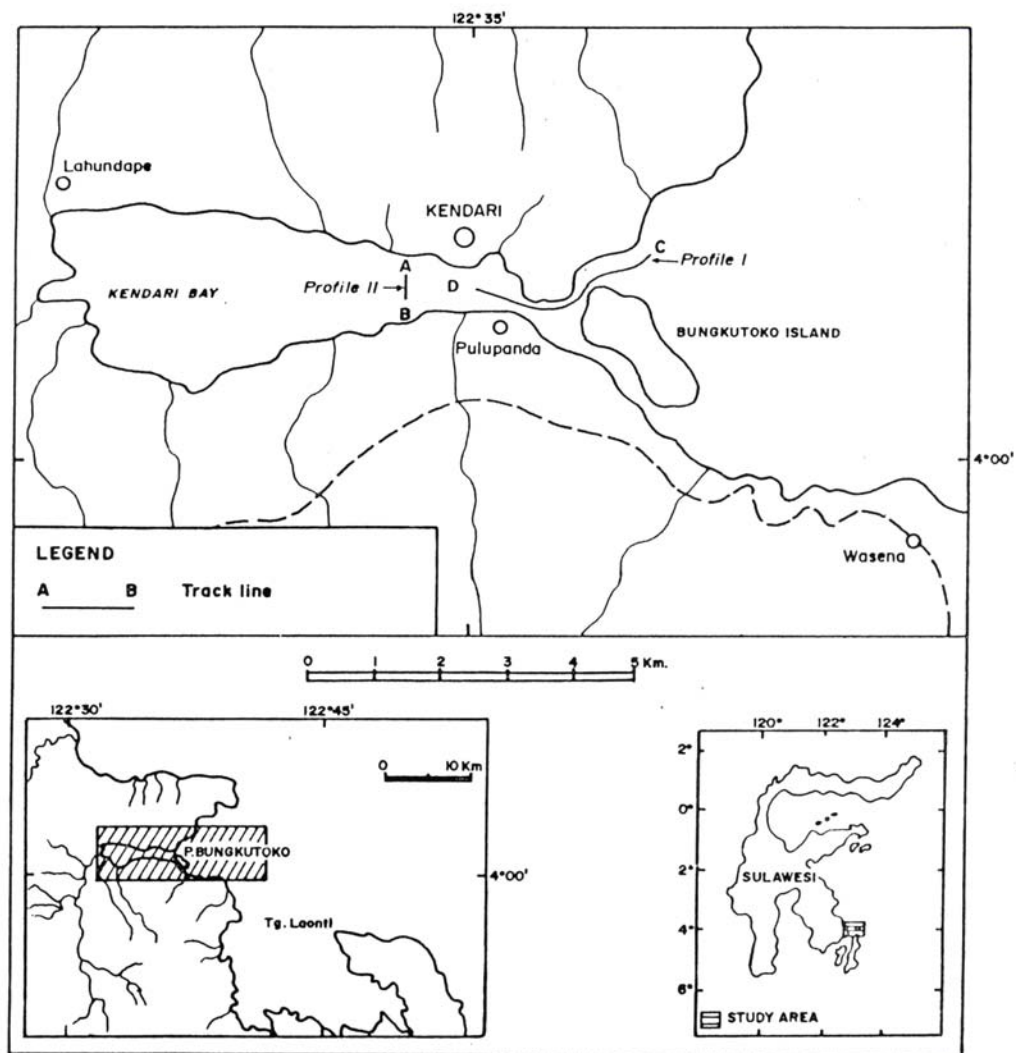 122°35'
Lahundape
KENDARI
C
Profile I
A
D
Profile II
KENDARI BAY
B
BUNGKUTOKO ISLAND
Pulupanda
4°00'
Wasena
LEGEND
A B Track line
0 1 2 3 4 5 Km.
122°30' 122°45'
0 10 Km
P.BUNGKUTOKO
4°00'
Tg. Laonti
120° 122° 124°
2°
0°
2°
SULAWESI
4°
6°
STUDY AREA